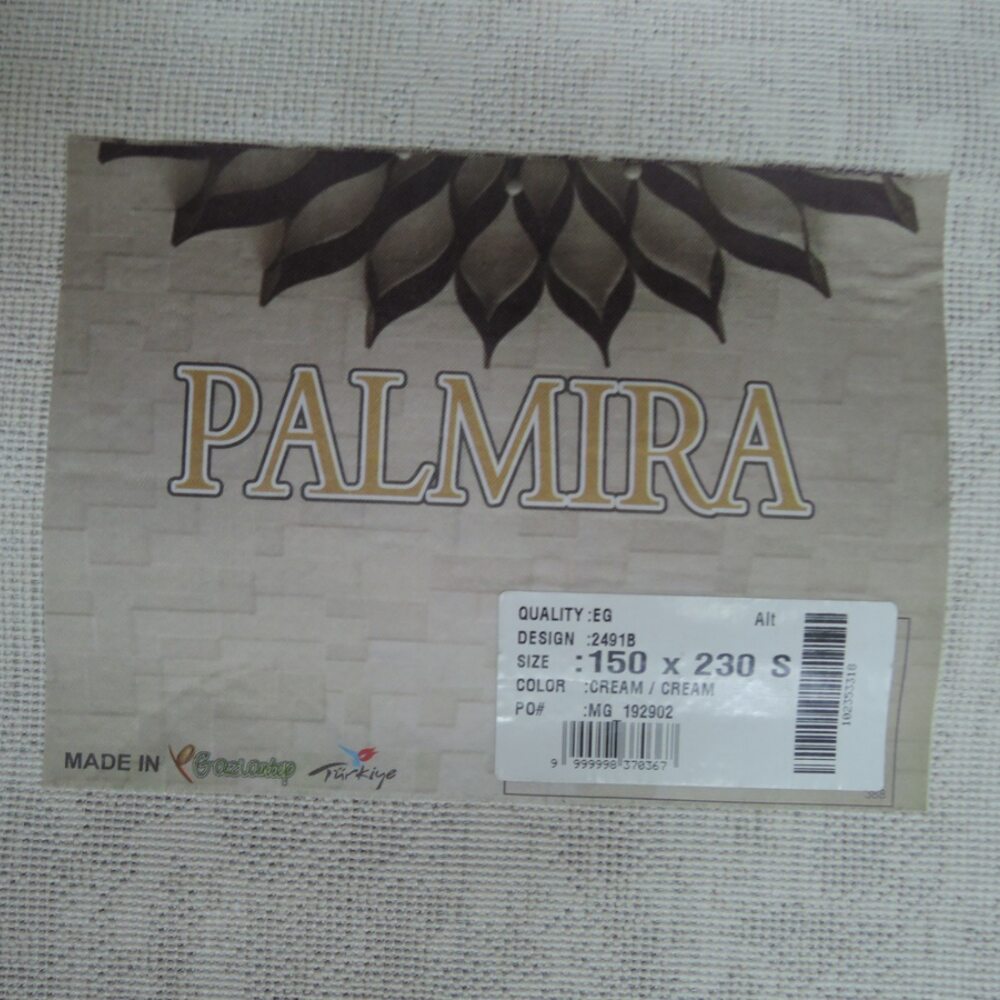 PALMIRA
QUALITY :EG Alt
DESIGN :2491B
SIZE :150 x 230 S
COLOR :CREAM / CREAM
PO# :MG 192902
9 999998 370367
102353318
MADE IN Gaziantep Türkiye